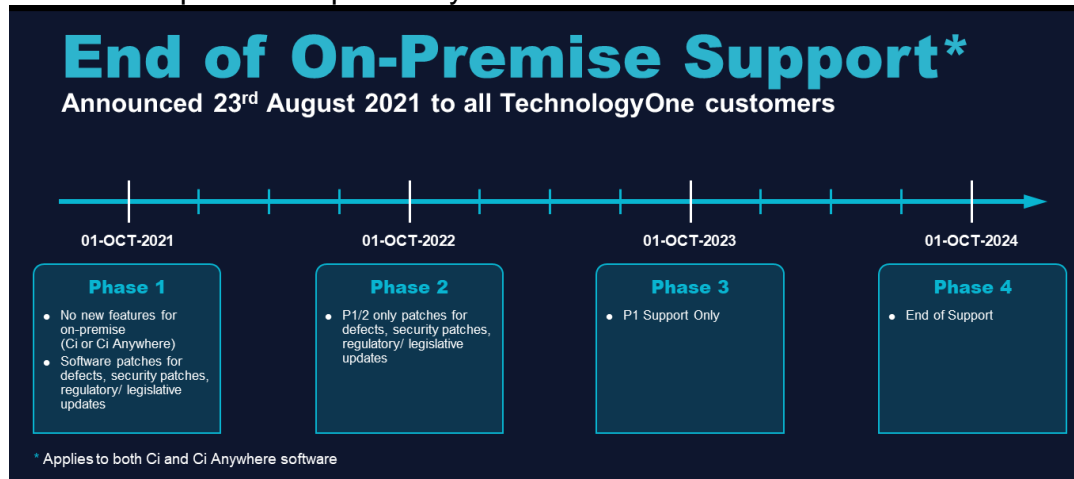 End of On-Premise Support*
Announced 23rd August 2021 to all TechnologyOne customers
01-OCT-2021
01-OCT-2022
01-OCT-2023
01-OCT-2024
Phase 1
No new features for
on-premise
(Ci or Ci Anywhere)
Software patches for
defects, security patches,
regulatory/ legislative
updates
Phase 2
P1/2 only patches for
defects, security patches,
regulatory/ legislative
updates
Phase 3
P1 Support Only
Phase 4
End of Support
* Applies to both Ci and Ci Anywhere software